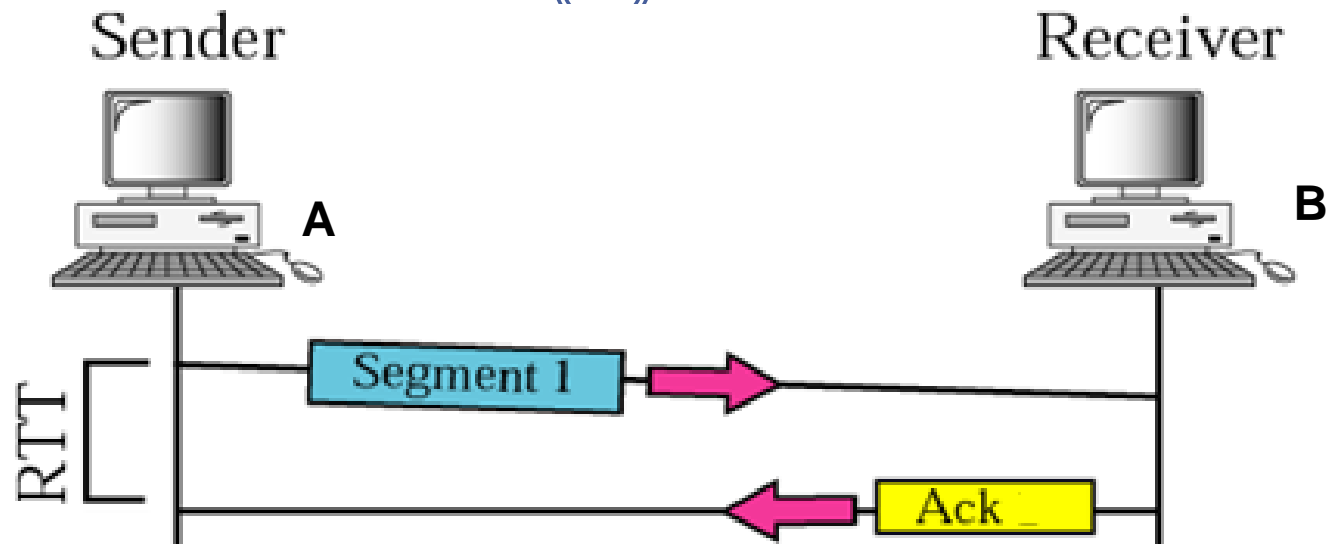 Sender
Receiver
A
B
Segment 1
RTT
Ack _